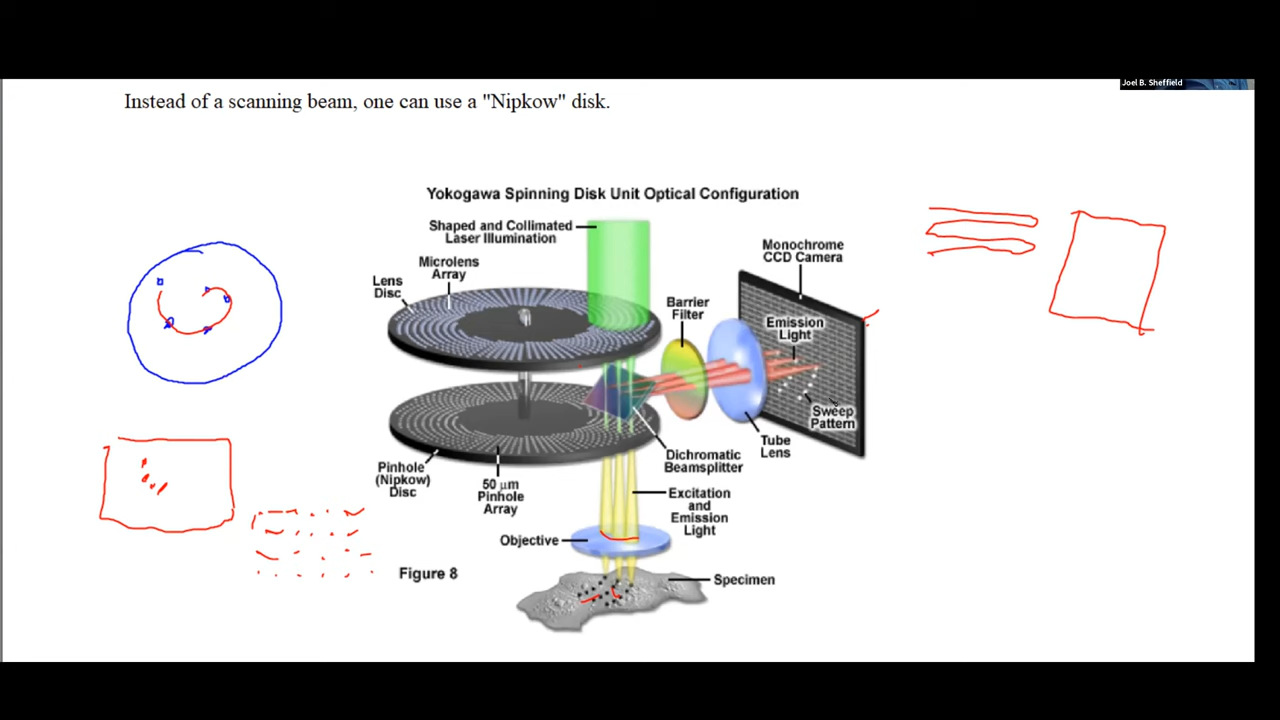 Joel B. Sheffield
Instead of a scanning beam, one can use a "Nipkow" disk.
Yokogawa Spinning Disk Unit Optical Configuration
Shaped and Collimated
Laser Illumination
Microlens
Array
Lens
Disc
Monochrome
CCD Camera
Barrier
Filter
Emission
Light
Sweep
Pattern
Tube
Lens
Dichromatic
Beamsplitter
Pinhole
(Nipkow)
Disc
50 µm
Pinhole
Array
Excitation
and
Emission
Light
Objective
Figure 8
Specimen